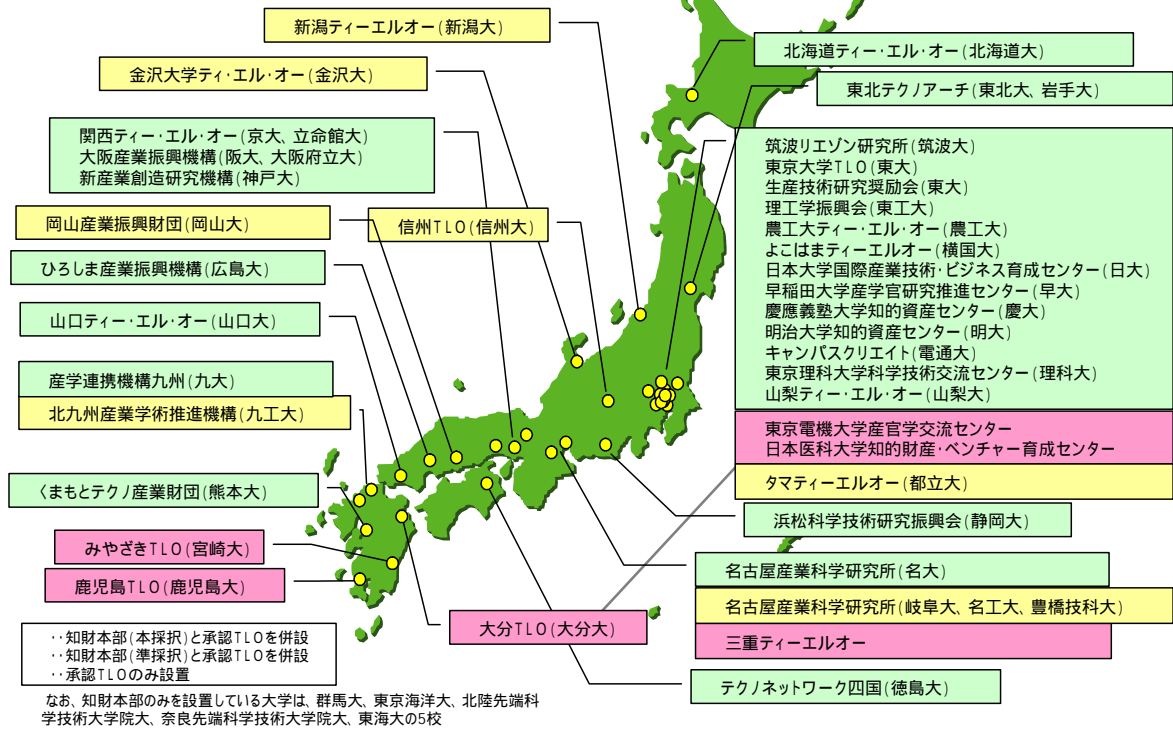 新潟ティーエルオー(新潟大)
北海道ティー・エル・オー(北海道大)
金沢大学ティ・エル・オー(金沢大)
東北テクノアーチ(東北大、岩手大)
関西ティー・エル・オー(京大、立命館大)
大阪産業振興機構(阪大、大阪府立大)
新産業創造研究機構(神戸大)
筑波リエゾン研究所(筑波大)
東京大学TLO(東大)
生産技術研究奨励会(東大)
理工学振興会(東工大)
農工大ティー・エル・オー(農工大)
よこはまティーエルオー(横国大)
日本大学国際産業技術・ビジネス育成センター(日大)
早稲田大学産学官研究推進センター(早大)
慶應義塾大学知的資産センター(慶大)
明治大学知的資産センター(明大)
キャンパスクリエイト(電通大)
東京理科大学科学技術交流センター(理科大)
山梨ティー・エル・オー(山梨大)
岡山産業振興財団(岡山大)
信州TLO(信州大)
ひろしま産業振興機構(広島大)
山口ティー・エル・オー(山口大)
産学連携機構九州(九大)
北九州産業学術推進機構(九工大)
東京電機大学産官学交流センター
日本医科大学知的財産・ベンチャー育成センター
タマティーエルオー(都立大)
くまもとテクノ産業財団(熊本大)
浜松科学技術研究振興会(静岡大)
みやざきTLO(宮崎大)
鹿児島TLO(鹿児島大)
名古屋産業科学研究所(名大)
名古屋産業科学研究所(岐阜大、名工大、豊橋技科大)
大分TLO(大分大)
三重ティーエルオー
‥知財本部(本採択)と承認TLOを併設
‥知財本部(準採択)と承認TLOを併設
‥承認TLOのみ設置
テクノネットワーク四国(徳島大)
なお、知財本部のみを設置している大学は、群馬大、東京海洋大、北陸先端科
学技術大学院大、奈良先端科学技術大学院大、東海大の5校